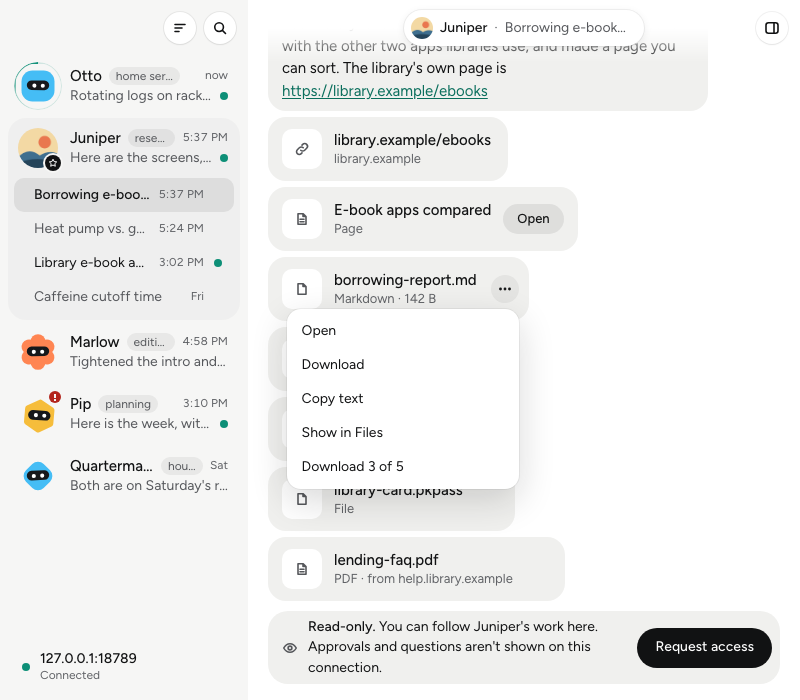 Otto home ser... now
Rotating logs on rack...
Juniper rese... 5:37 PM
Here are the screens,...
Borrowing e-boo... 5:37 PM
Heat pump vs. g... 5:24 PM
Library e-book a... 3:02 PM
Caffeine cutoff time Fri
Marlow editi... 4:58 PM
Tightened the intro and...
Pip planning 3:10 PM
Here is the week, wit...
Quarterma... hou... Sat
Both are on Saturday's r...
127.0.0.1:18789
Connected
Juniper · Borrowing e-book...
with the other two apps libraries use, and made a page you
can sort. The library's own page is
https://library.example/ebooks
library.example/ebooks
library.example
E-book apps compared
Page
Open
borrowing-report.md
Markdown · 142 B
Open
Download
Copy text
Show in Files
Download 3 of 5
library-card.pkpass
File
lending-faq.pdf
PDF · from help.library.example
Read-only. You can follow Juniper's work here.
Approvals and questions aren't shown on this
connection.
Request access